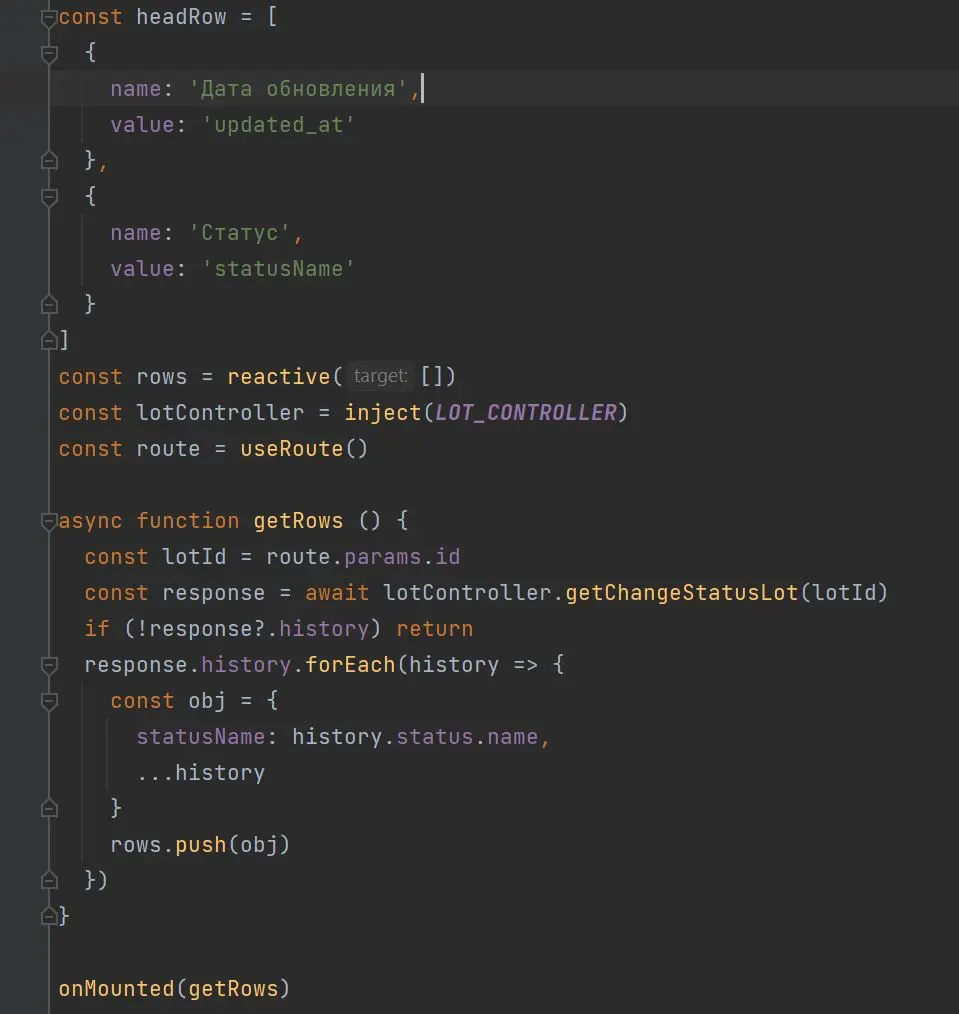 const headRow = [
  {
    name: 'Дата обновления',
    value: 'updated_at'
  },
  {
    name: 'Статус',
    value: 'statusName'
  }
]
const rows = reactive( target: [])
const lotController = inject(LOT_CONTROLLER)
const route = useRoute()

async function getRows () {
  const lotId = route.params.id
  const response = await lotController.getChangeStatusLot(lotId)
  if (!response?.history) return
  response.history.forEach(history => {
    const obj = {
      statusName: history.status.name,
      ...history
    }
    rows.push(obj)
  })
}

onMounted(getRows)